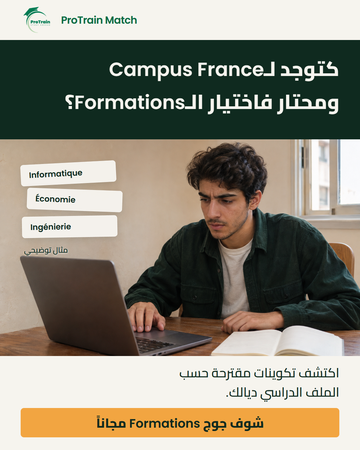 ProTrain
ProTrain Match
كتوجد لـCampus France
ومحتار فاختيار الـFormations؟
Informatique
Économie
Ingénierie
مثال توضيحي
اكتشف تكوينات مقترحة حسب
الملف الدراسي ديالك.
شوف جوج Formations مجاناً